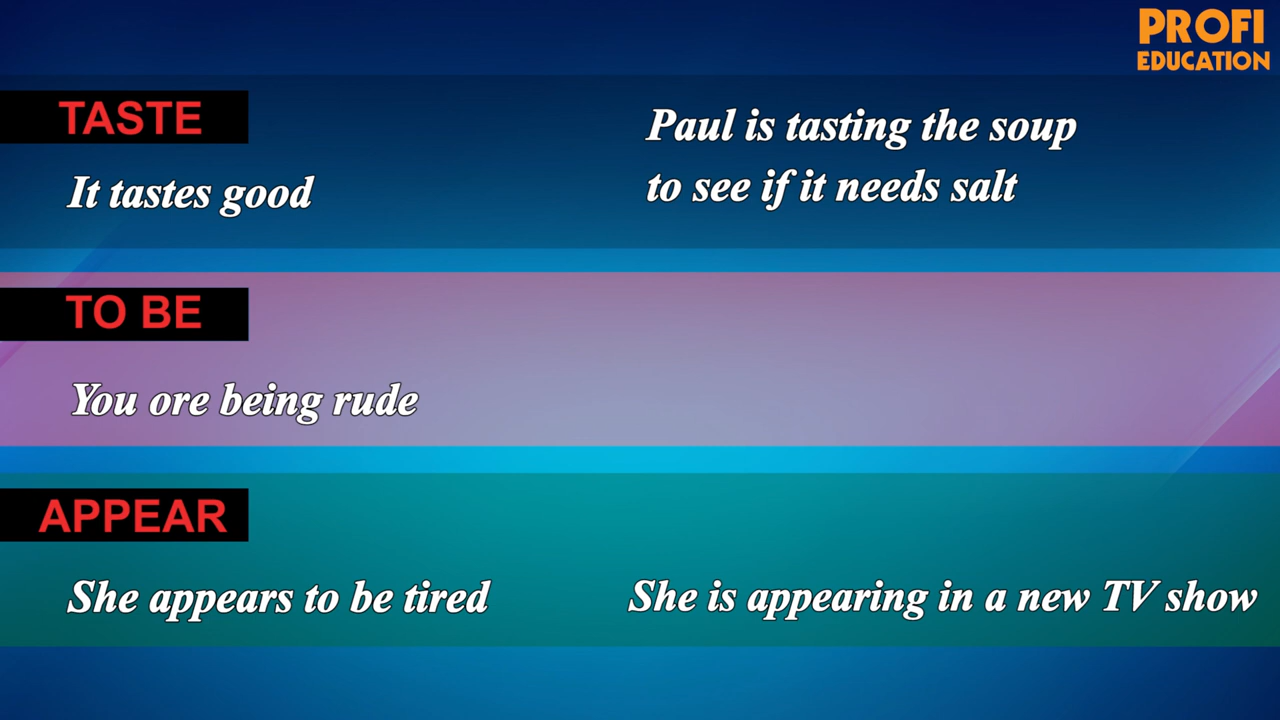 PROFI
EDUCATION
TASTE
It tastes good
Paul is tasting the soup
to see if it needs salt
TO BE
You ore being rude
APPEAR
She appears to be tired
She is appearing in a new TV show